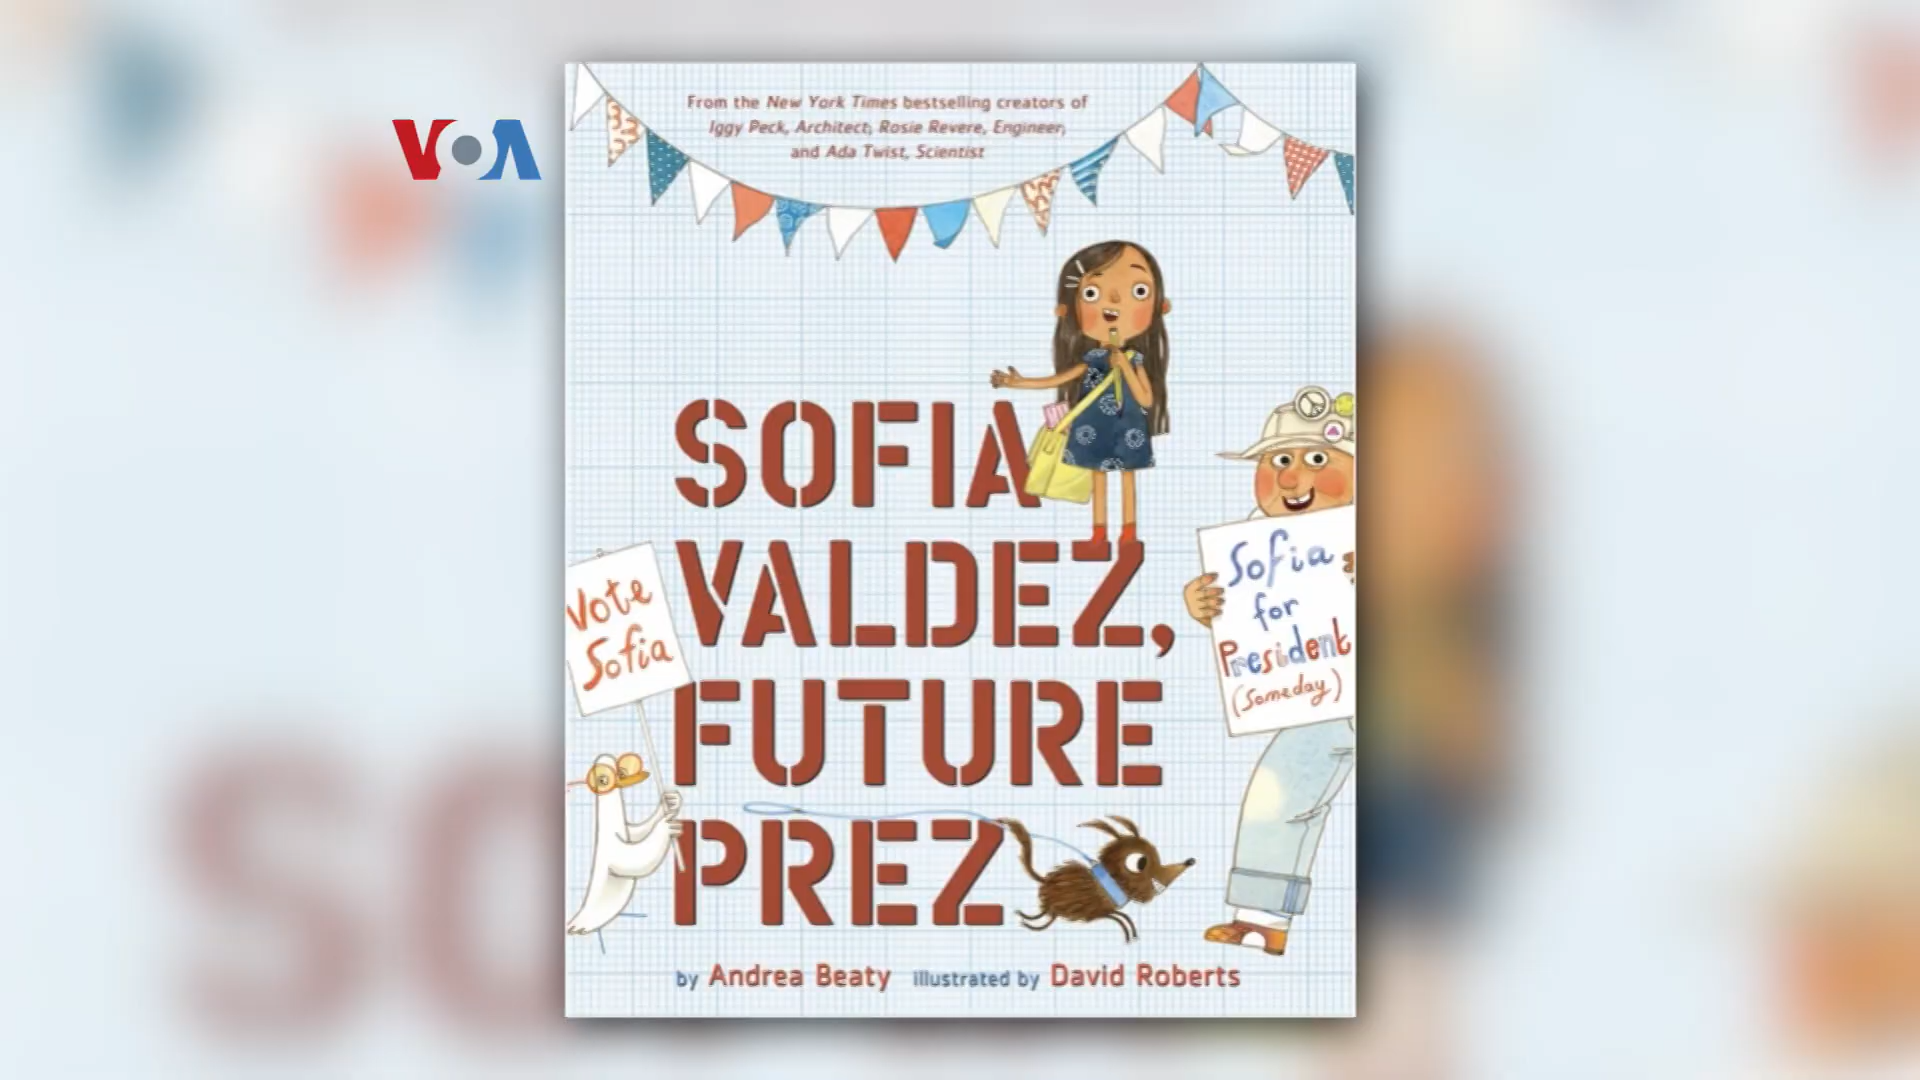 VOA
From the New York Times bestselling creators of
Iggy Peck, Architect, Rosie Revere, Engineer,
and Ada Twist, Scientist
SOFIA
VALDEZ,
FUTURE
PREZ
Vote
Sofia
Sofia
for
President
(Someday)
by Andrea Beaty illustrated by David Roberts